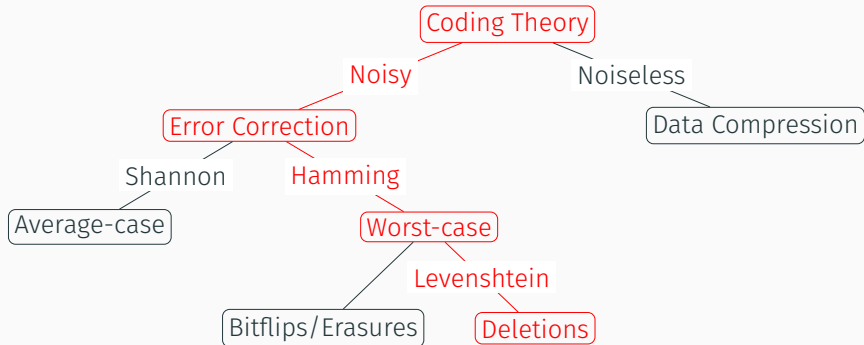 Coding Theory
Noisy
Noiseless
Error Correction
Data Compression
Shannon
Hamming
Average-case
Worst-case
Levenshtein
Bitflips/Erasures
Deletions